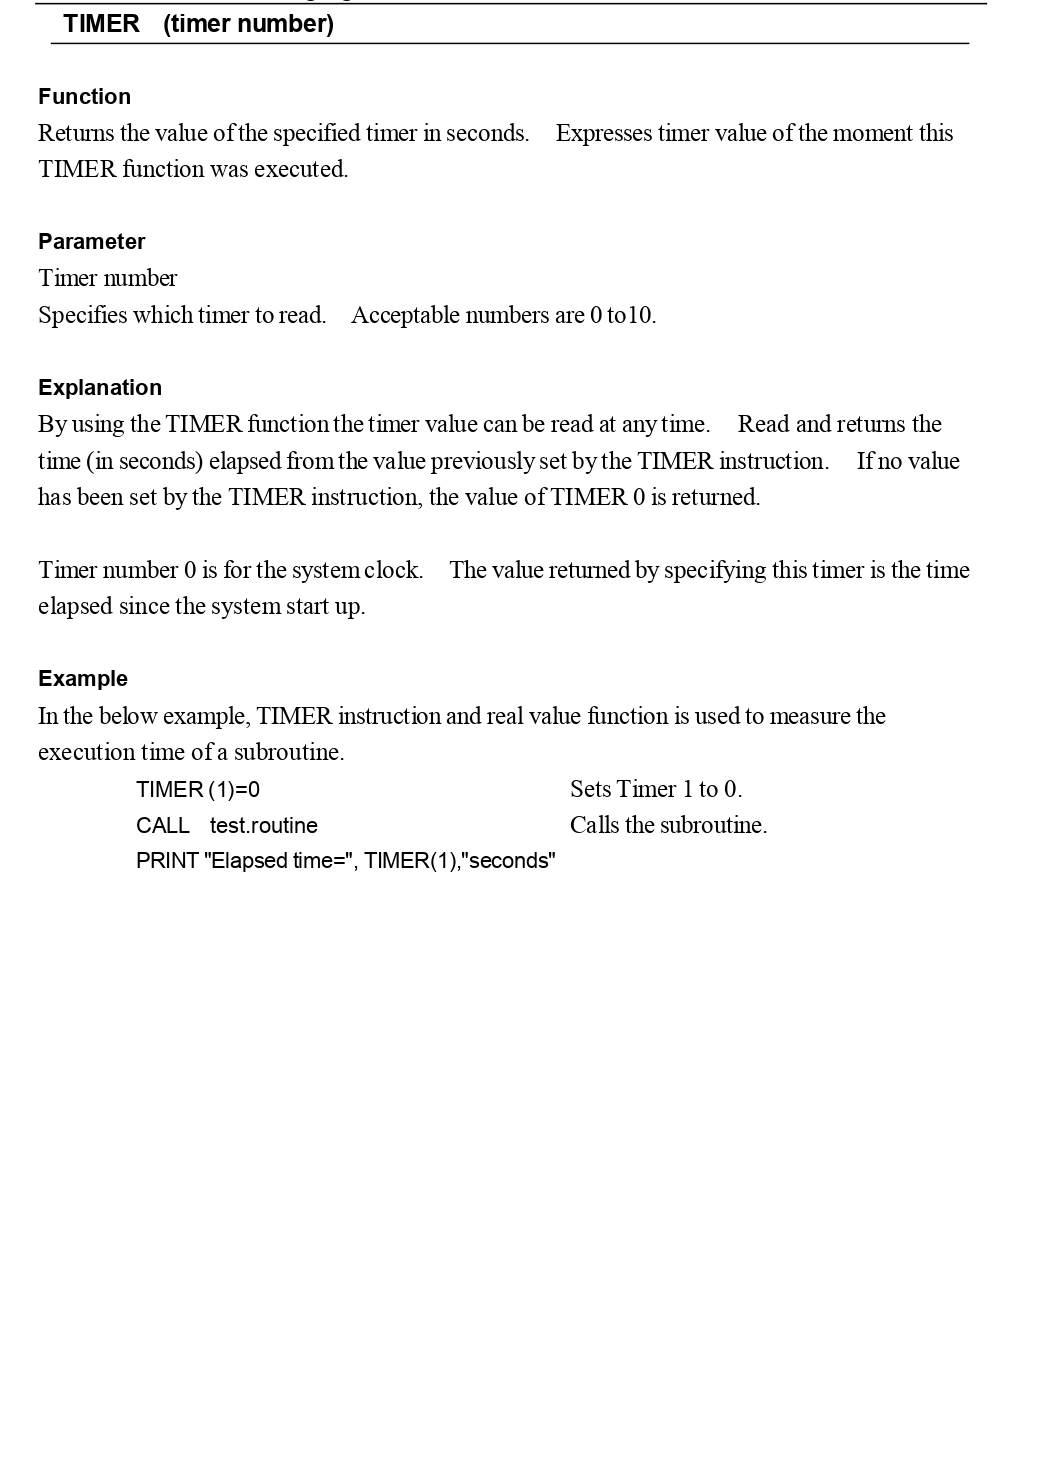 TIMER (timer number)
Function
Returns the value of the specified timer in seconds. Expresses timer value of the moment this
TIMER function was executed.
Parameter
Timer number
Specifies which timer to read. Acceptable numbers are 0 to10.
Explanation
By using the TIMER function the timer value can be read at any time. Read and returns the
time (in seconds) elapsed from the value previously set by the TIMER instruction. If no value
has been set by the TIMER instruction, the value of TIMER 0 is returned.
Timer number 0 is for the system clock. The value returned by specifying this timer is the time
elapsed since the system start up.
Example
In the below example, TIMER instruction and real value function is used to measure the
execution time of a subroutine.
TIMER (1)=0 Sets Timer 1 to 0.
CALL test.routine Calls the subroutine.
PRINT "Elapsed time=", TIMER(1),"seconds"